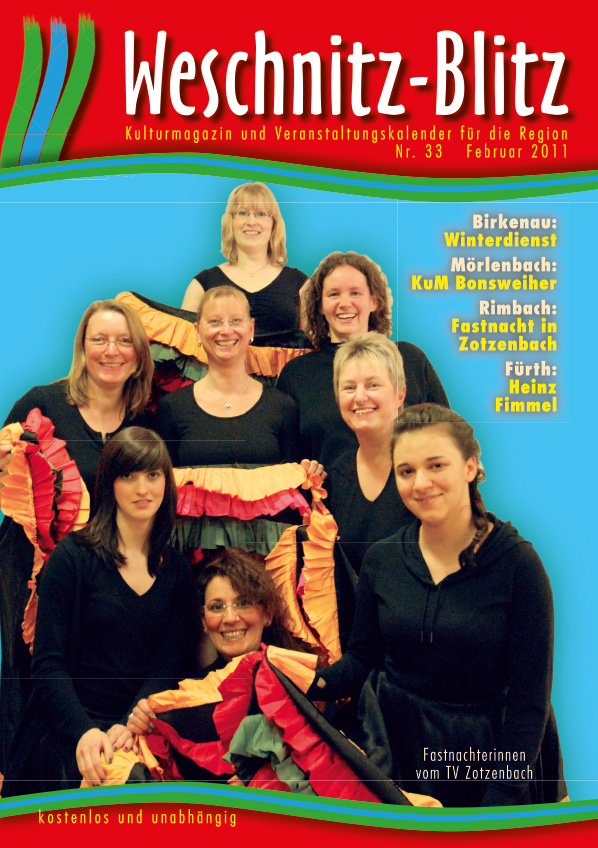 Weschnitz-Blitz
Kulturmagazin und Veranstaltungskalender für die Region
Nr. 33 Februar 2011
Birkenau:
Winterdienst
Mörlenbach:
KuM Bonsweiher
Rimbach:
Fastnacht in
Zotzenbach
Fürth:
Heinz
Fimmel
Fastnachterinnen
vom TV Zotzenbach
kostenlos und unabhängig